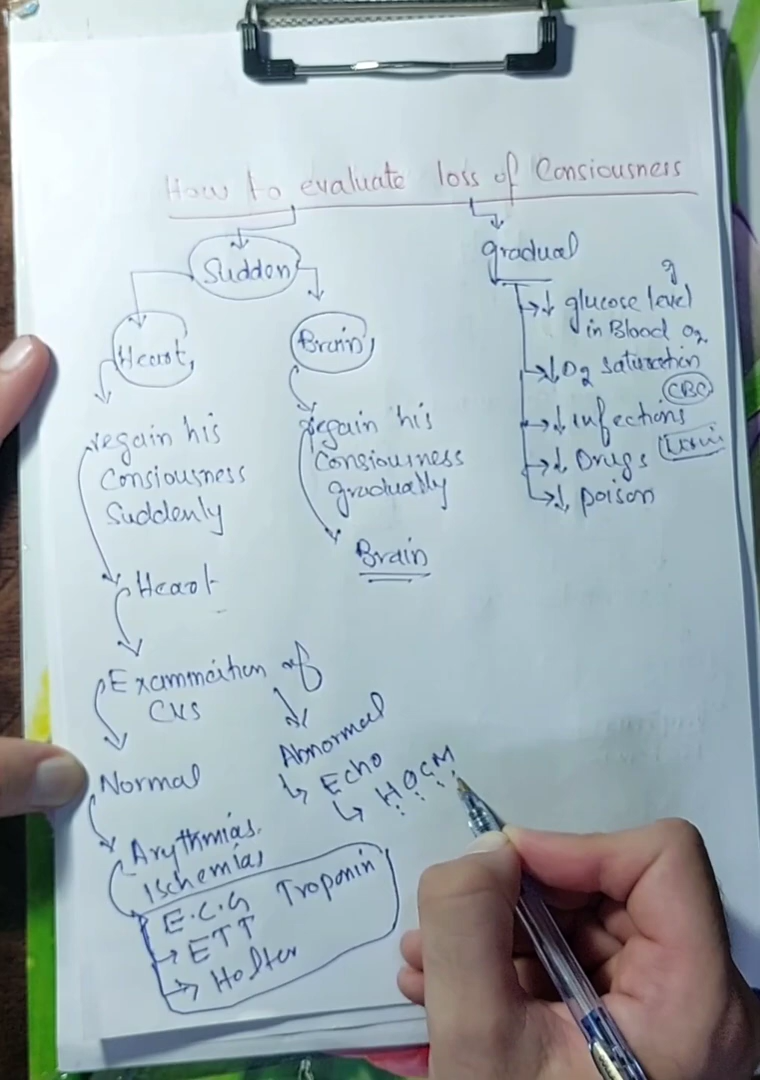 How to evaluate loss of Consiousness
Sudden
Heart
regain his
Consiousness
Suddenly
Heart
Brain
regain his
Consiousness
gradually
Brain
Examination of
CVS
Normal
Arythmias
Ischemias
E.C.G Troponin
ETT
Holter
Abnormal
Echo
HOCM
gradual
g
↓ glucose level
in Blood O2
↓ O2 saturation
CBC
↓ infections
↓ Drugs
↓ poison